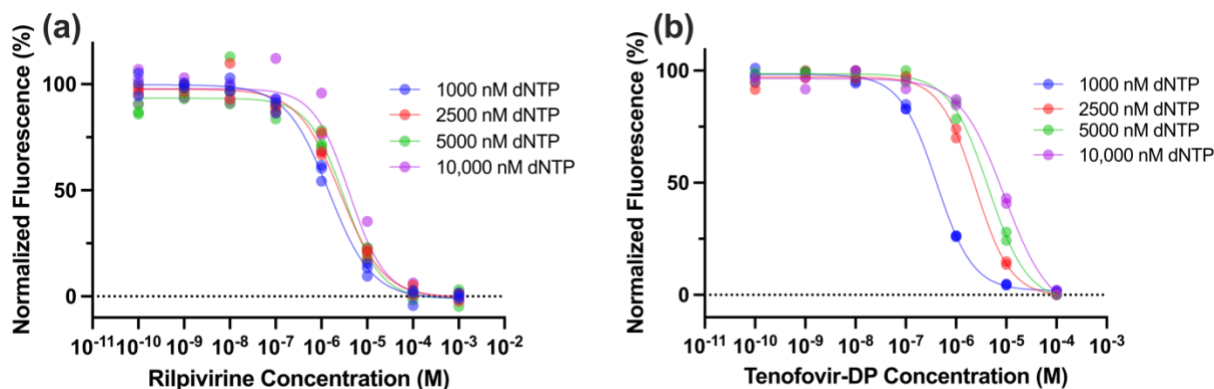 (a)
Normalized Fluorescence (%)
100
50
0
1000 nM dNTP
2500 nM dNTP
5000 nM dNTP
10,000 nM dNTP
10⁻¹¹ 10⁻¹⁰ 10⁻⁹ 10⁻⁸ 10⁻⁷ 10⁻⁶ 10⁻⁵ 10⁻⁴ 10⁻³ 10⁻²
Rilpivirine Concentration (M)
(b)
Normalized Fluorescence (%)
100
50
0
1000 nM dNTP
2500 nM dNTP
5000 nM dNTP
10,000 nM dNTP
10⁻¹¹ 10⁻¹⁰ 10⁻⁹ 10⁻⁸ 10⁻⁷ 10⁻⁶ 10⁻⁵ 10⁻⁴ 10⁻³
Tenofovir-DP Concentration (M)